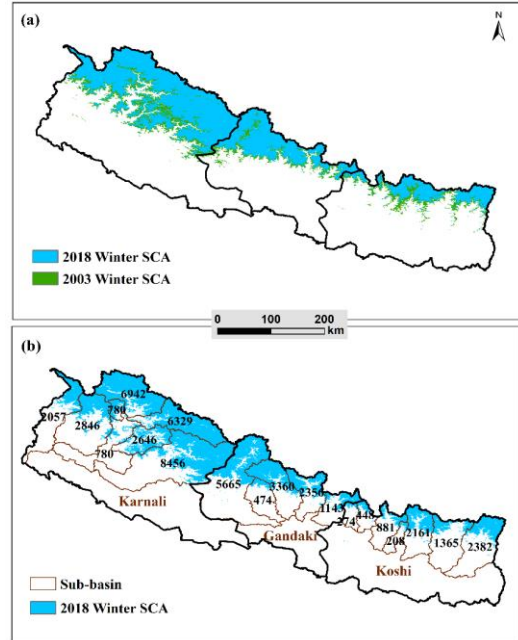 (a)
N
2018 Winter SCA
2003 Winter SCA
0 100 200
km
(b)
6942
2057
780
2846
6329
2646
780
8456
5665
3360
2356
474
Karnali
1143
448
274
881
2161
208
1365
2382
Gandaki
Koshi
Sub-basin
2018 Winter SCA